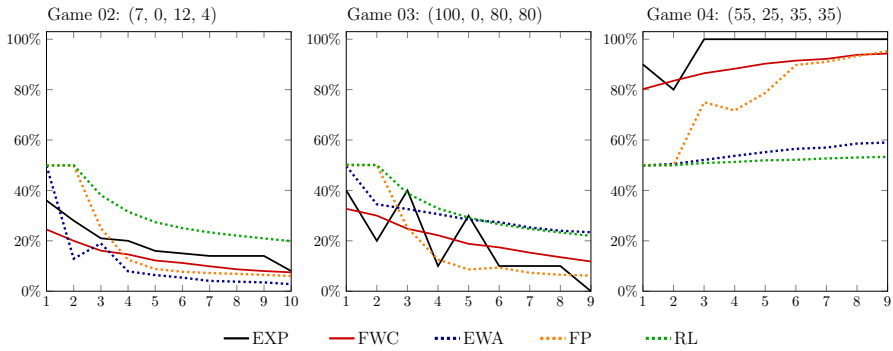 Game 02: (7, 0, 12, 4)
100%
80%
60%
40%
20%
0%
1 2 3 4 5 6 7 8 9 10
Game 03: (100, 0, 80, 80)
100%
80%
60%
40%
20%
0%
1 2 3 4 5 6 7 8 9
Game 04: (55, 25, 35, 35)
100%
80%
60%
40%
20%
0%
1 2 3 4 5 6 7 8 9
EXP FWC EWA FP RL